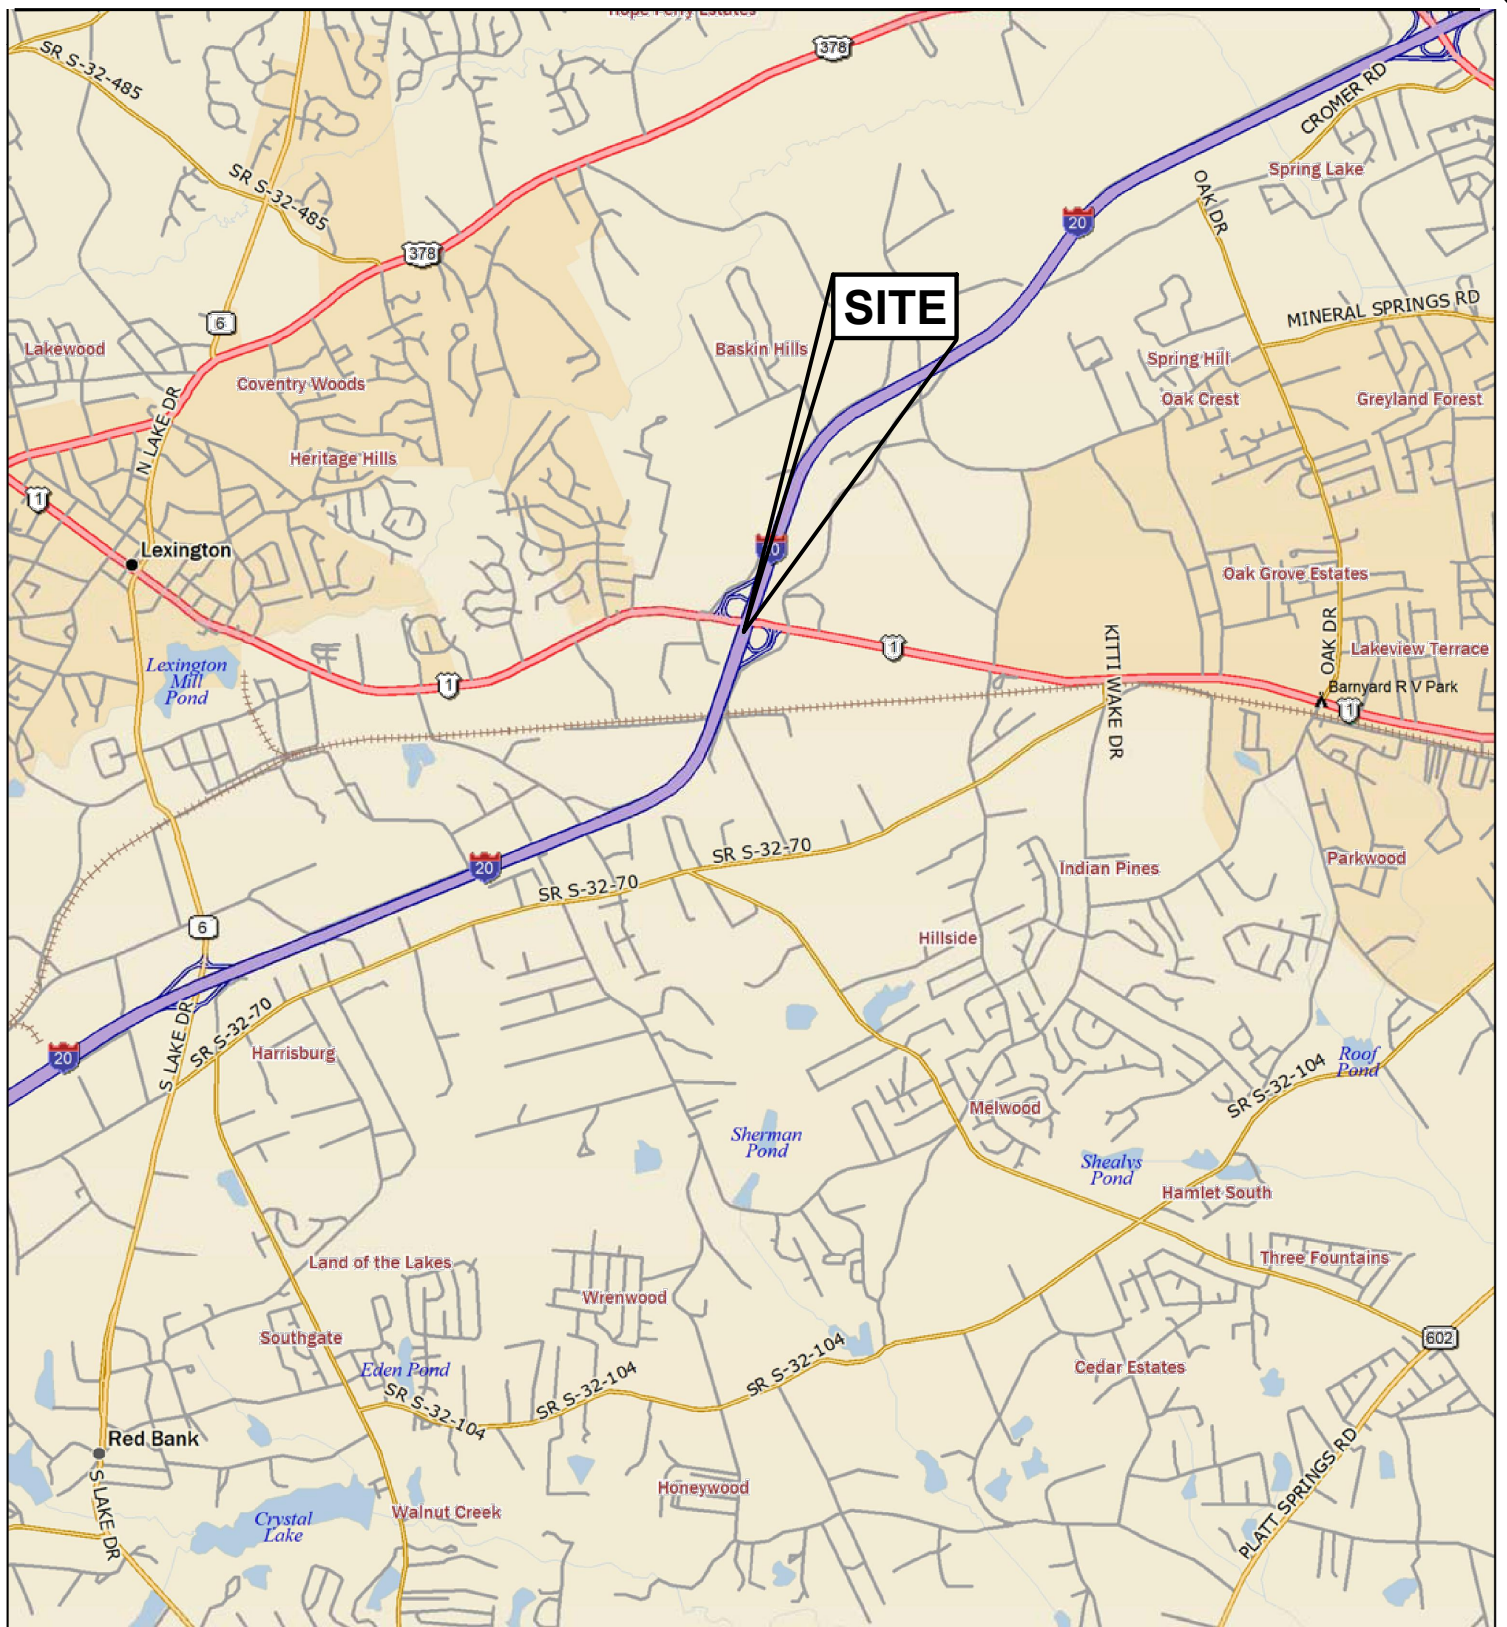 Hope Ferry Estates
378
SR S-32-485
CROMER RD
Spring Lake
SR S-32-485
OAK DR
20
378
SITE
MINERAL SPRINGS RD
6
Lakewood
Baskin Hills
Spring Hill
Coventry Woods
Oak Crest
Greyland Forest
N LAKE DR
Heritage Hills
1
Lexington
20
Oak Grove Estates
OAK DR
KITTI WAKE DR
1
Lakeview Terrace
Lexington
Mill
Pond
1
Barnyard R V Park
1
SR S-32-70
Parkwood
20
Indian Pines
SR S-32-70
6
Hillside
S LAKE DR
SR S-32-70
20
Harrisburg
Roof
Pond
SR S-32-104
Melwood
Sherman
Pond
Shealys
Pond
Hamlet South
Land of the Lakes
Three Fountains
Wrenwood
Southgate
602
Eden Pond
SR S-32-104
Cedar Estates
SR S-32-104
SR S-32-104
Red Bank
PLATT SPRINGS RD
S LAKE DR
Honeywood
Walnut Creek
Crystal
Lake